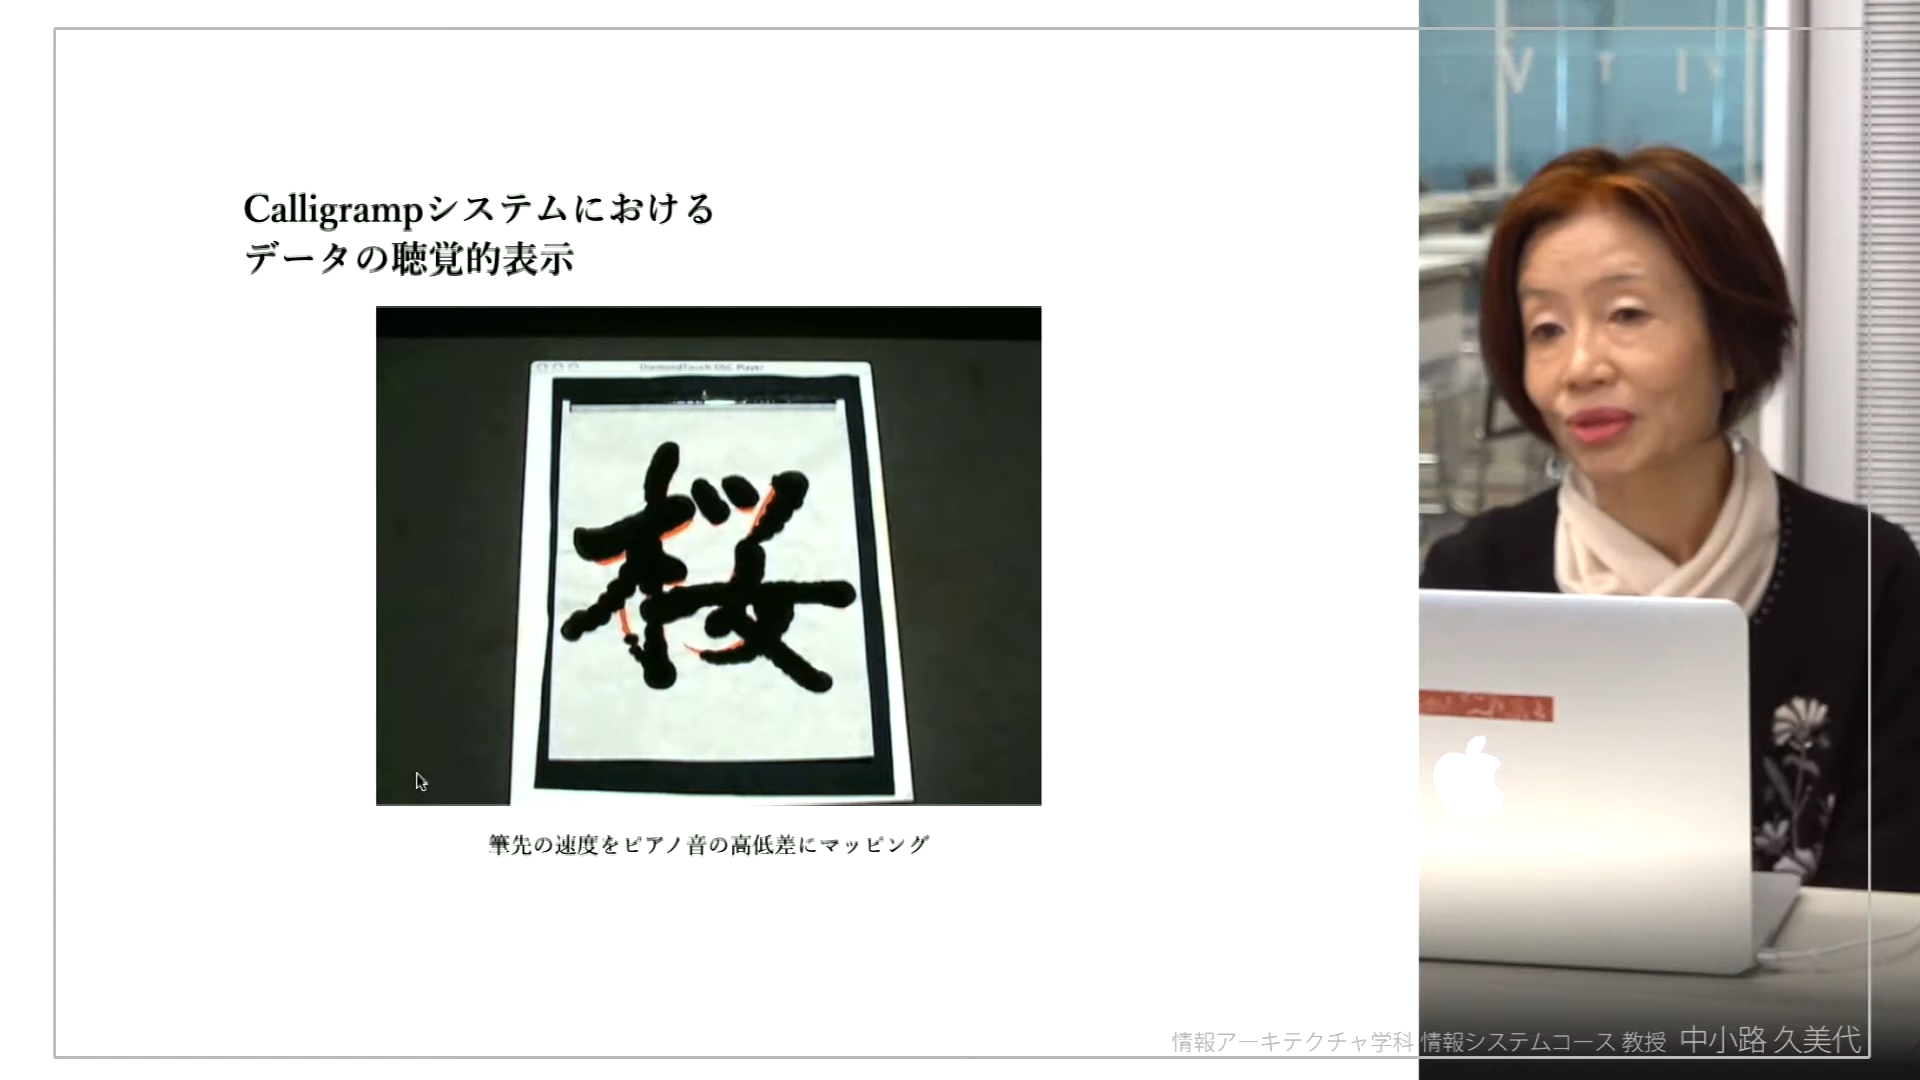 Calligrampシステムにおける
データの聴覚的表示
DiamondTouch OSC Player
桜
筆先の速度をピアノ音の高低差にマッピング
情報アーキテクチャ学科 情報システムコース 教授 中小路 久美代